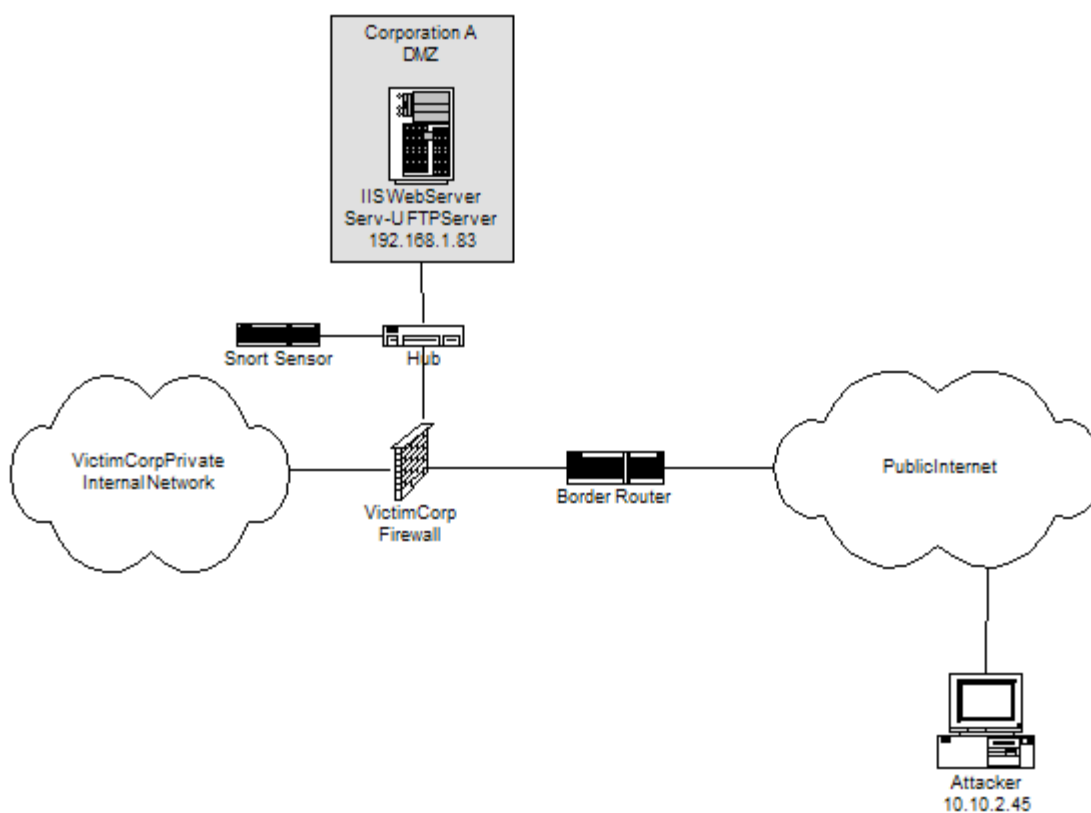 Corporation A
DMZ
IISWebServer
Serv-UFTPServer
192.168.1.83
Snort Sensor
Hub
VictimCorpPrivate
InternalNetwork
VictimCorp
Firewall
Border Router
PublicInternet
Attacker
10.10.2.45